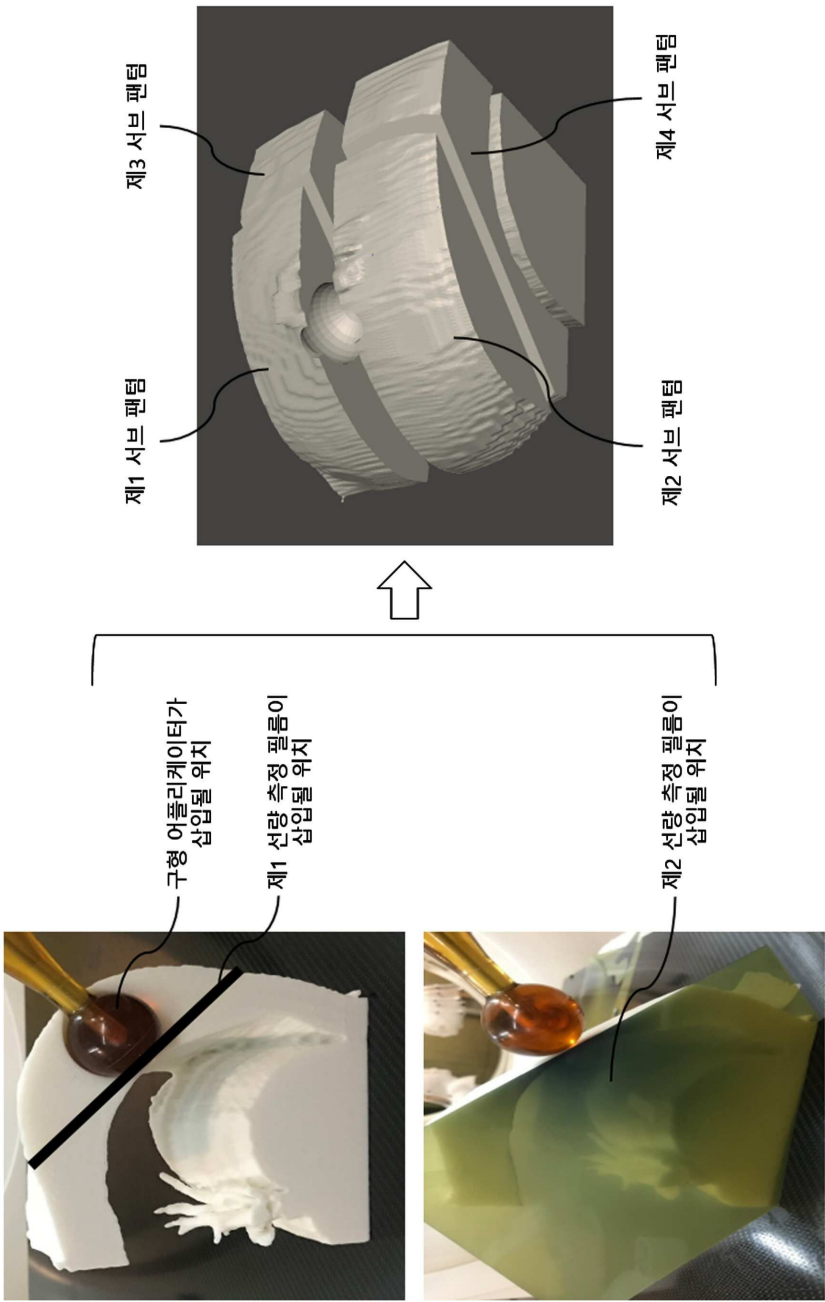 구형 어플리케이터가
삽입될 위치
제1 선량 측정 필름이
삽입될 위치
제2 선량 측정 필름이
삽입될 위치
제1 서브 팬텀
제3 서브 팬텀
제2 서브 팬텀
제4 서브 팬텀